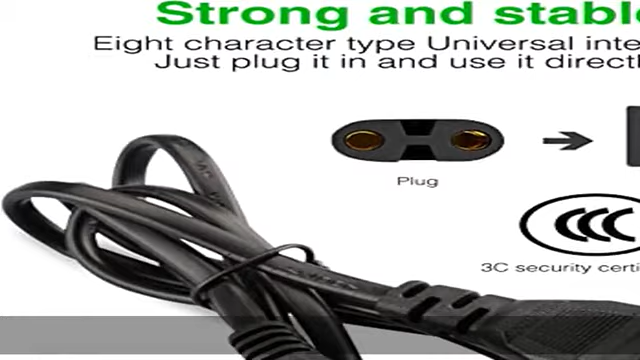 Strong and stable
Eight character type Universal inte
Just plug it in and use it directl
Plug
CCC
3C security certi